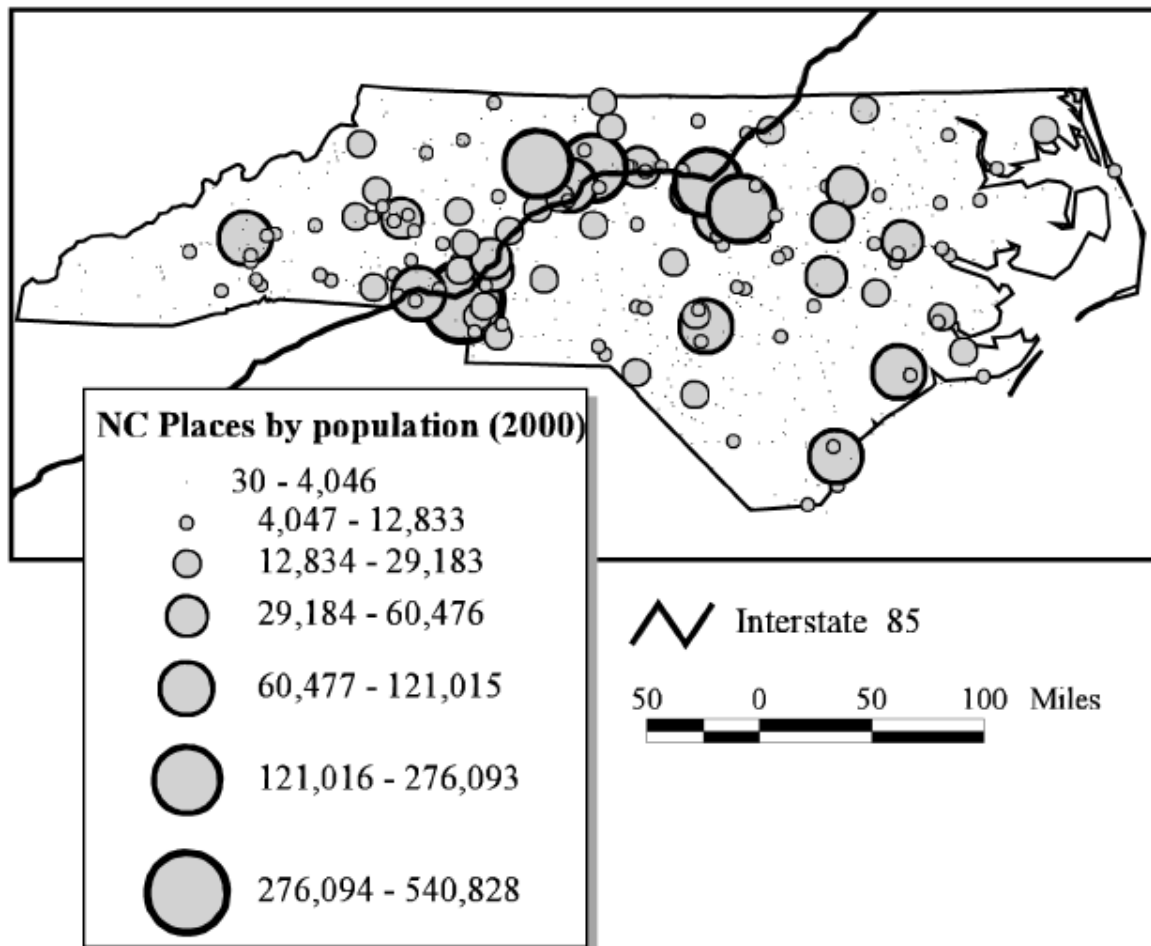 NC Places by population (2000)
30 - 4,046
4,047 - 12,833
12,834 - 29,183
29,184 - 60,476
60,477 - 121,015
121,016 - 276,093
276,094 - 540,828
Interstate 85
50 0 50 100 Miles